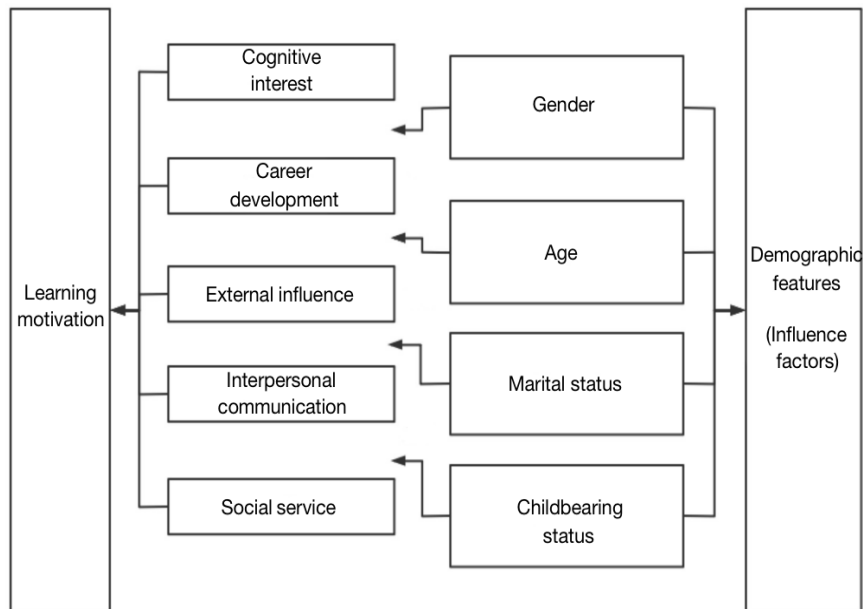 Learning
motivation
Cognitive
interest
Career
development
External influence
Interpersonal
communication
Social service
Gender
Age
Marital status
Childbearing
status
Demographic
features
(Influence
factors)